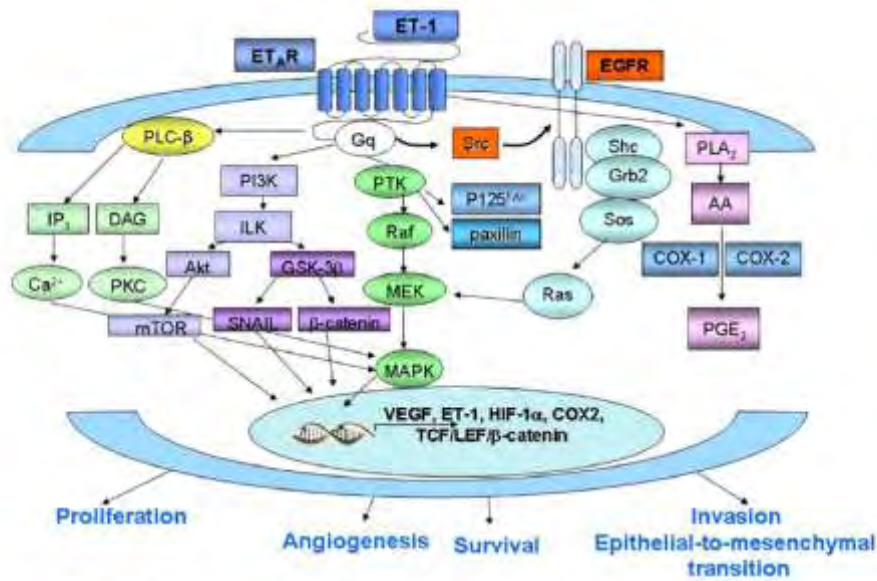 ET-1
ETAR
EGFR
PLC-β
Gq
Src
Shc
PLA2
PI3K
PTK
Grb2
P125
IP3
DAG
AA
ILK
Raf
paxillin
Sos
Akt
GSK-3β
COX-1
COX-2
Ca2+
PKC
MEK
Ras
mTOR
SNAIL
β-catenin
PGE2
MAPK
VEGF, ET-1, HIF-1α, COX2,
TCF/LEF/β-catenin
Proliferation
Angiogenesis
Survival
Invasion
Epithelial-to-mesenchymal
transition